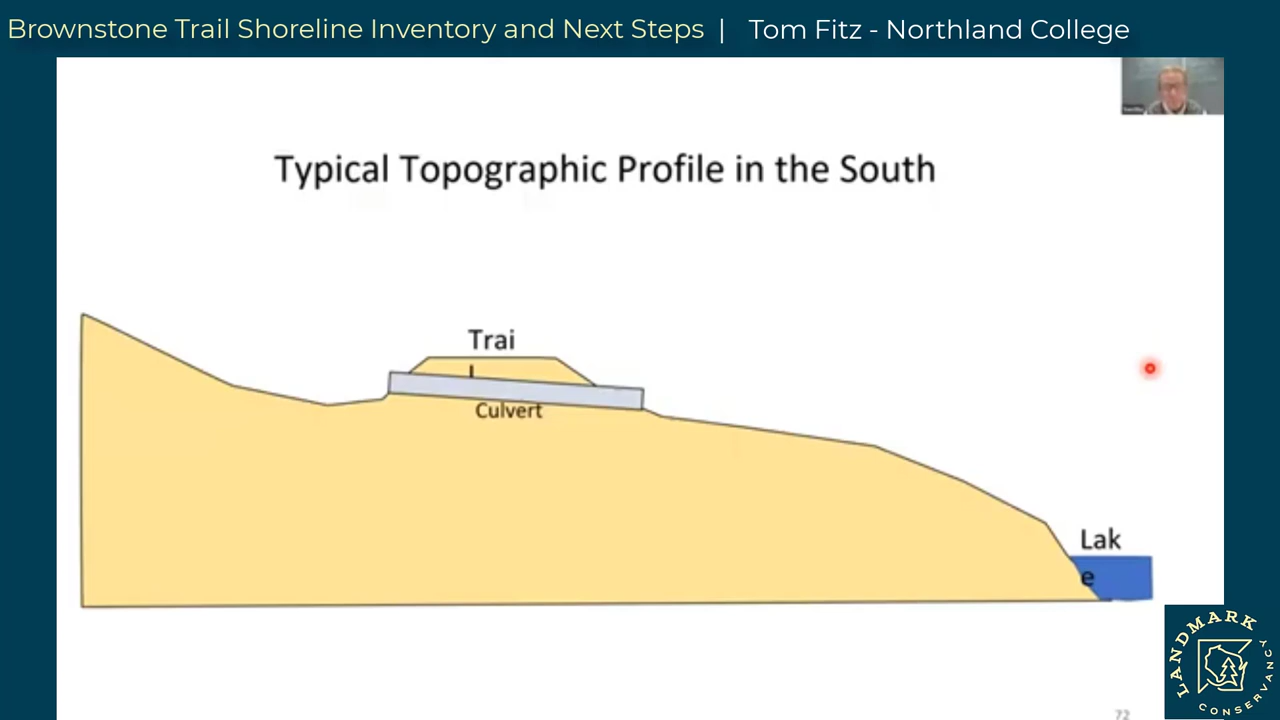 Brownstone Trail Shoreline Inventory and Next Steps | Tom Fitz - Northland College
Typical Topographic Profile in the South
Trai
l
Culvert
Lak
e
72
LANDMARK
CONSERVANCY